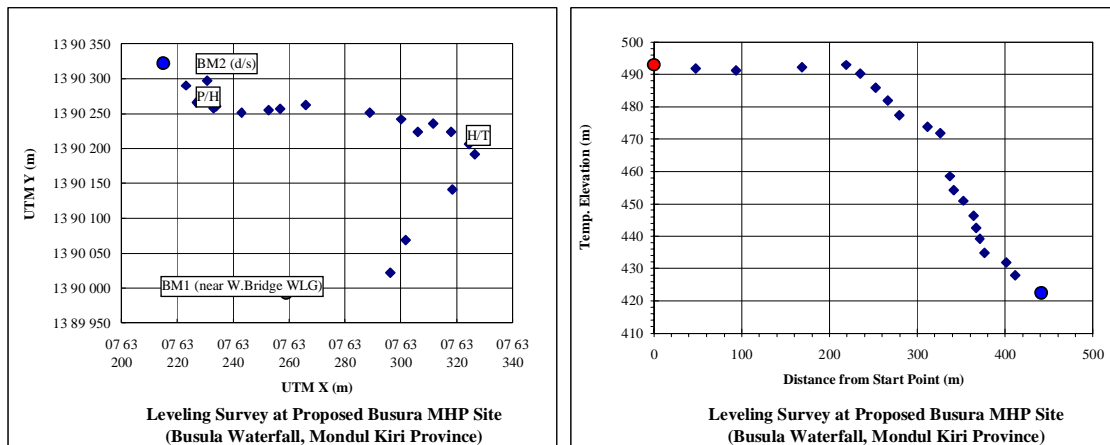 13 90 350
13 90 300
13 90 250
13 90 200
13 90 150
13 90 100
13 90 050
13 90 000
13 89 950
UTM Y (m)
BM2 (d/s)
P/H
H/T
BM1 (near W.Bridge WLG)
07 63 200
07 63 220
07 63 240
07 63 260
07 63 280
07 63 300
07 63 320
07 63 340
UTM X (m)
Leveling Survey at Proposed Busura MHP Site
(Busula Waterfall, Mondul Kiri Province)
500
490
480
470
460
450
440
430
420
410
Temp. Elevation (m)
0 100 200 300 400 500
Distance from Start Point (m)
Leveling Survey at Proposed Busura MHP Site
(Busula Waterfall, Mondul Kiri Province)